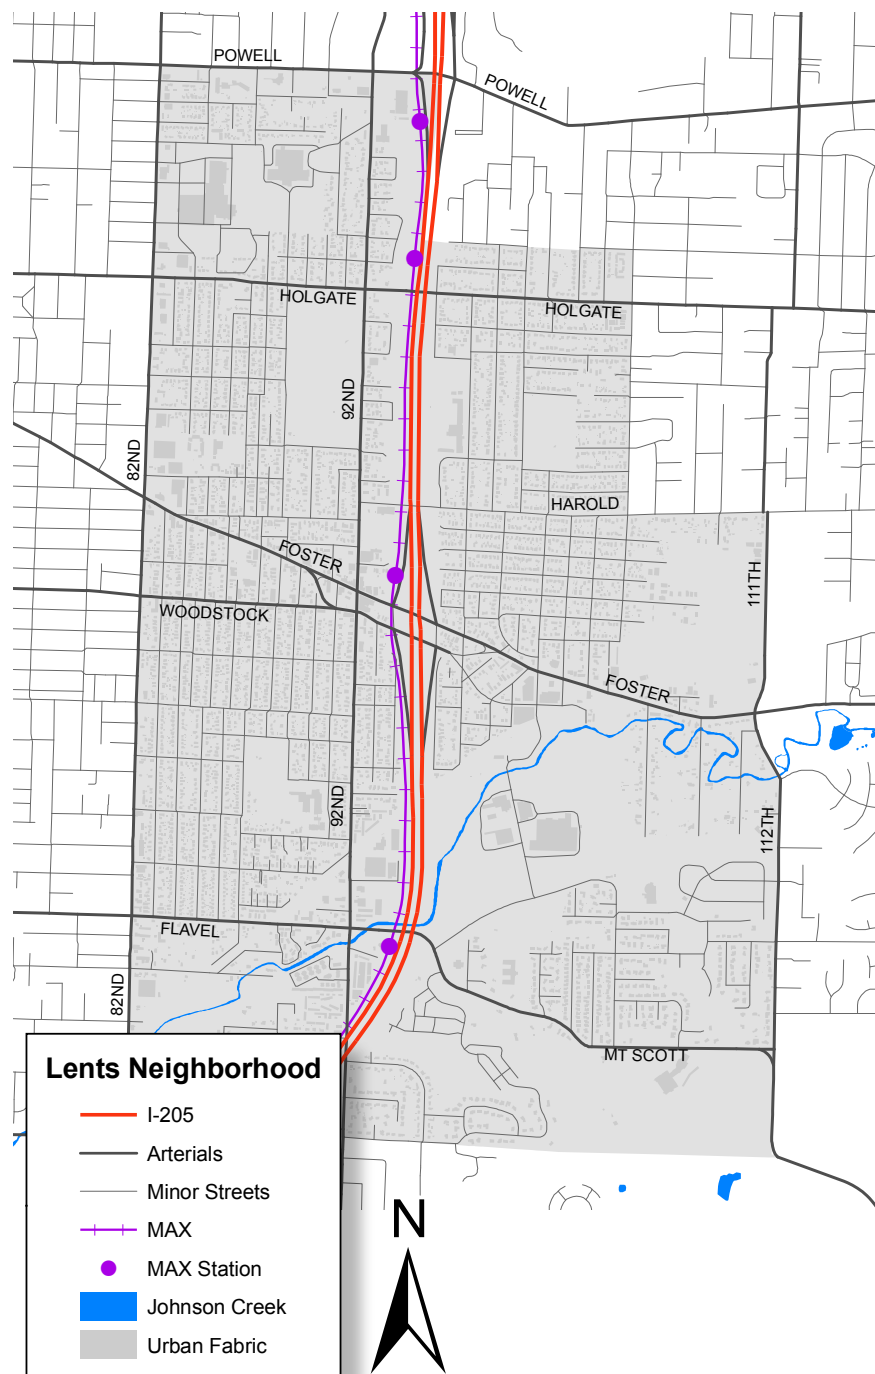 POWELL
POWELL
HOLGATE
HOLGATE
92ND
82ND
HAROLD
FOSTER
111TH
WOODSTOCK
FOSTER
92ND
112TH
FLAVEL
82ND
MT SCOTT
Lents Neighborhood
I-205
Arterials
Minor Streets
MAX
MAX Station
Johnson Creek
Urban Fabric
N